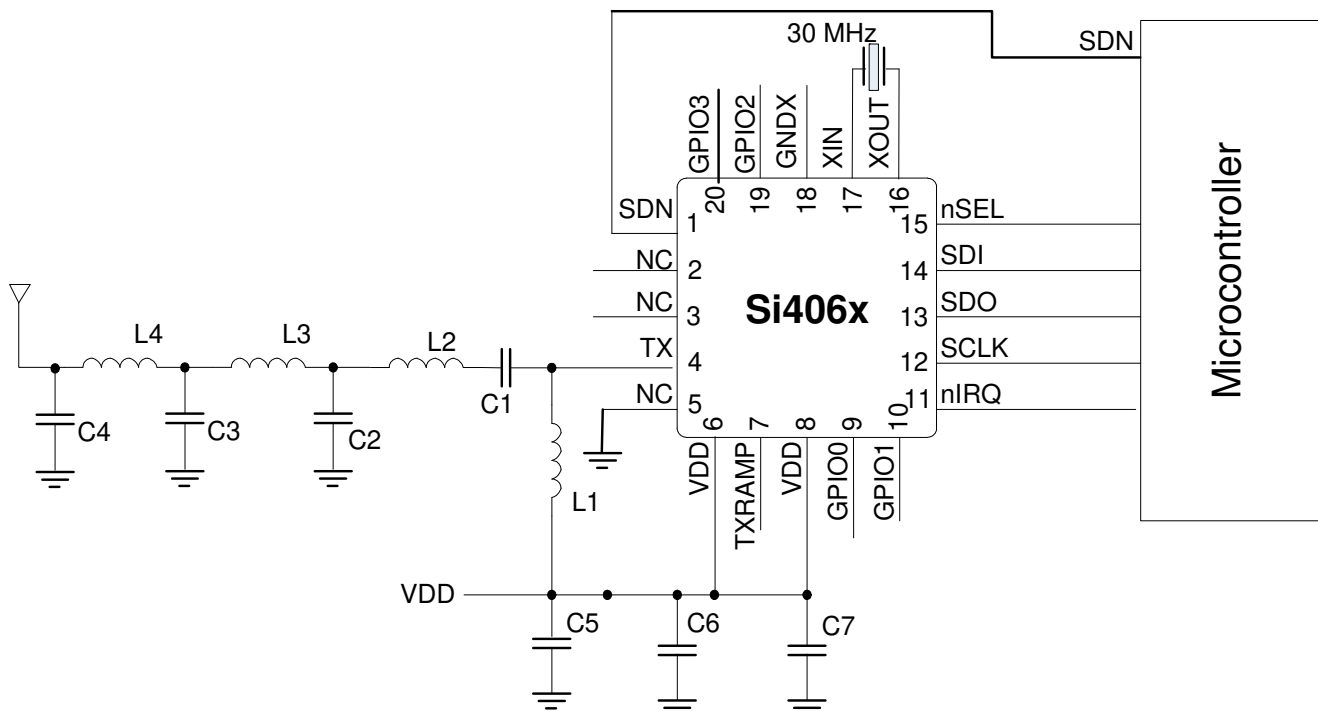 30 MHz
SDN
GPIO3
GPIO2
GNDX
XIN
XOUT
20
19
18
17
16
SDN
1
nSEL
15
NC
2
SDI
14
NC
3
Si406x
SDO
13
TX
4
SCLK
12
NC
5
nIRQ
11
6
7
8
9
10
VDD
TXRAMP
VDD
GPIO0
GPIO1
Microcontroller
L4
L3
L2
C1
C4
C3
C2
L1
VDD
C5
C6
C7